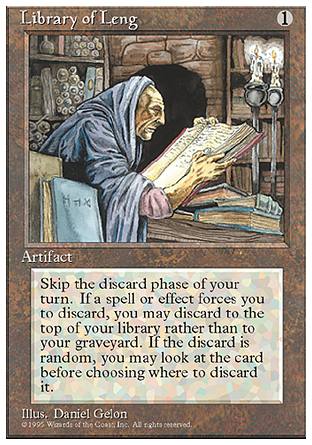 Library of Leng 1
Artifact
Skip the discard phase of your
turn. If a spell or effect forces you
to discard, you may discard to the
top of your library rather than to
your graveyard. If the discard is
random, you may look at the card
before choosing where to discard
it.
Illus. Daniel Gelon
©1995 Wizards of the Coast, Inc. All rights reserved.